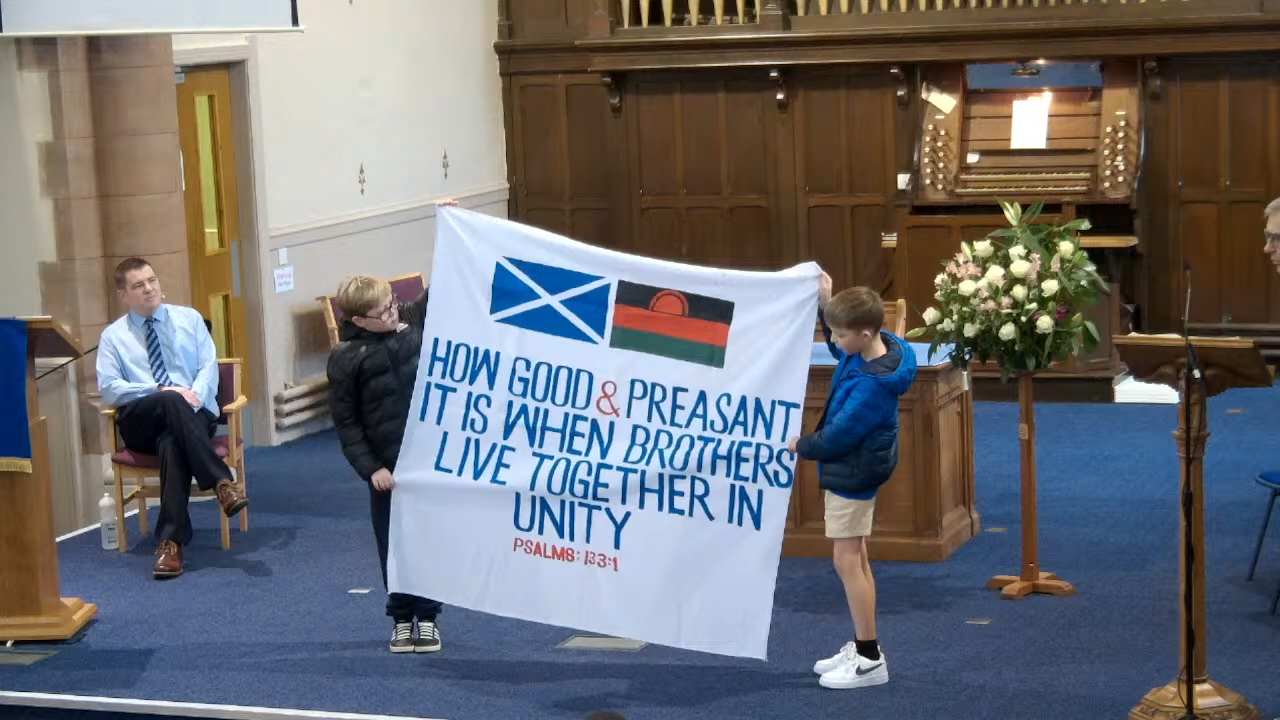 HOW GOOD & PREASANT
IT IS WHEN BROTHERS
LIVE TOGETHER IN
UNITY
PSALMS: 133:1